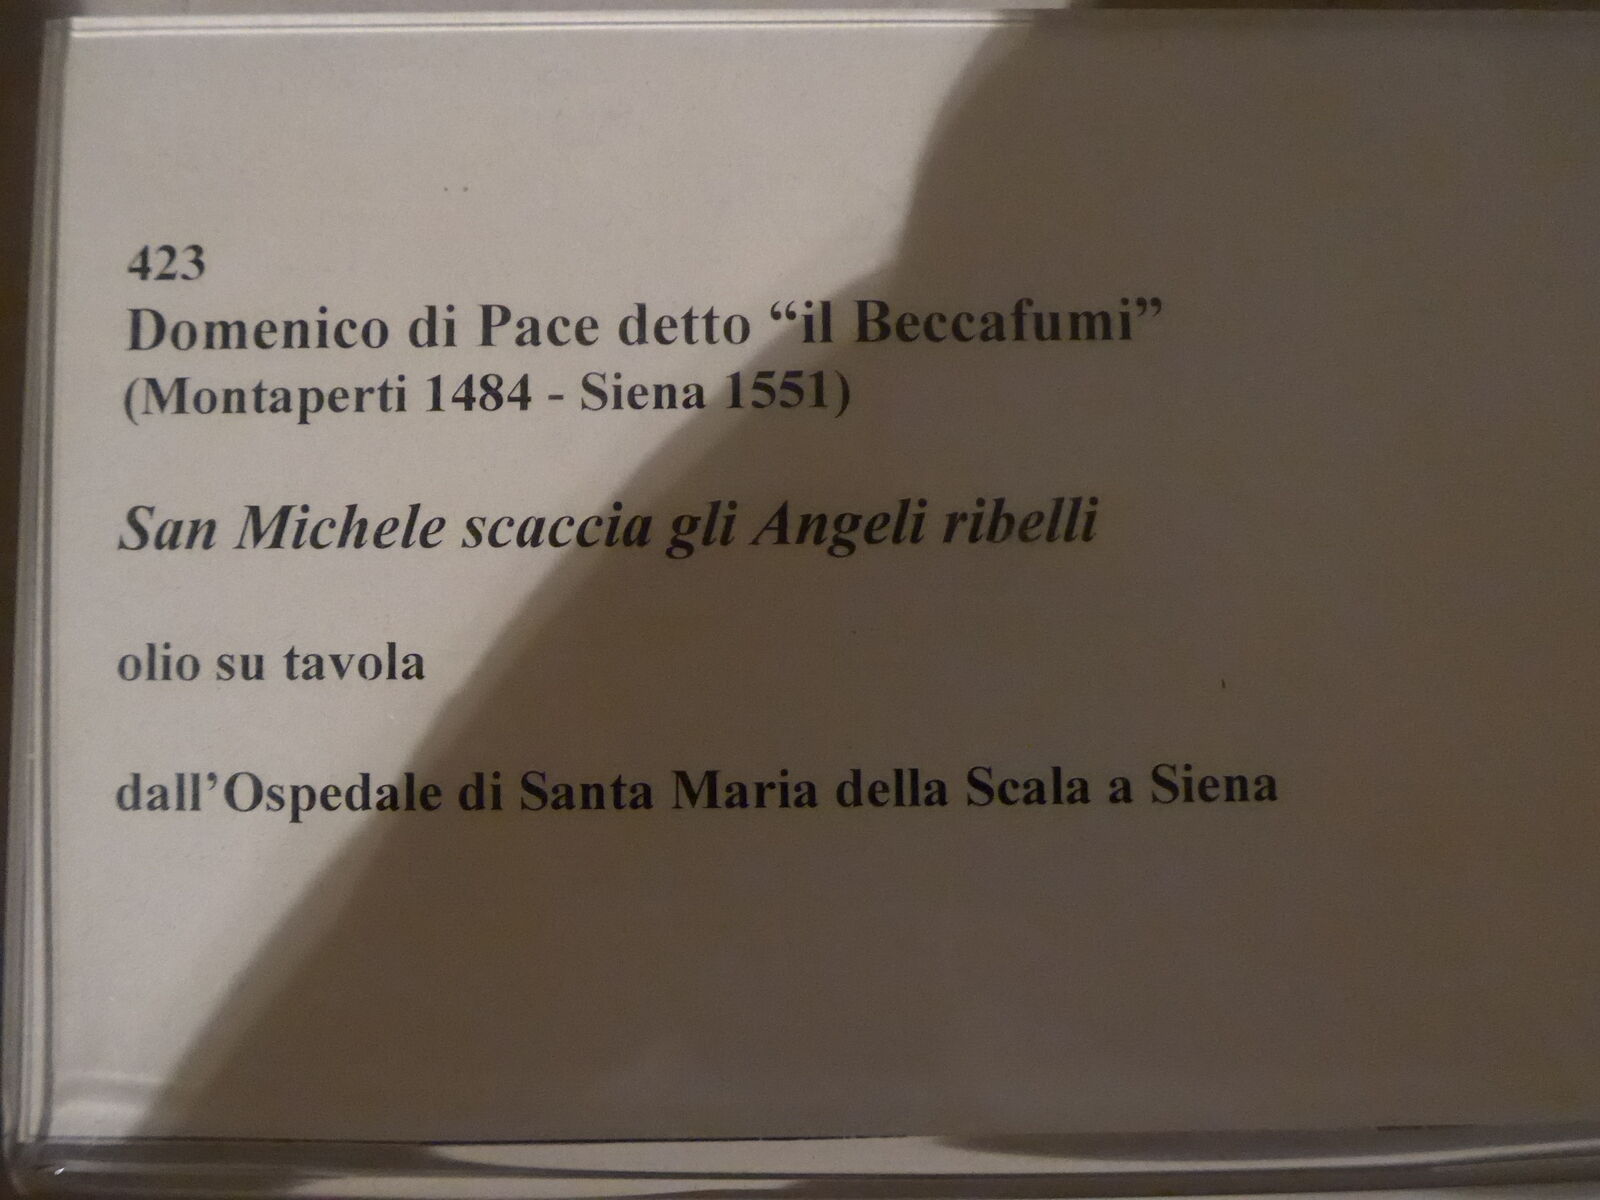 423
Domenico di Pace detto “il Beccafumi”
(Montaperti 1484 - Siena 1551)
San Michele scaccia gli Angeli ribelli
olio su tavola
dall’Ospedale di Santa Maria della Scala a Siena